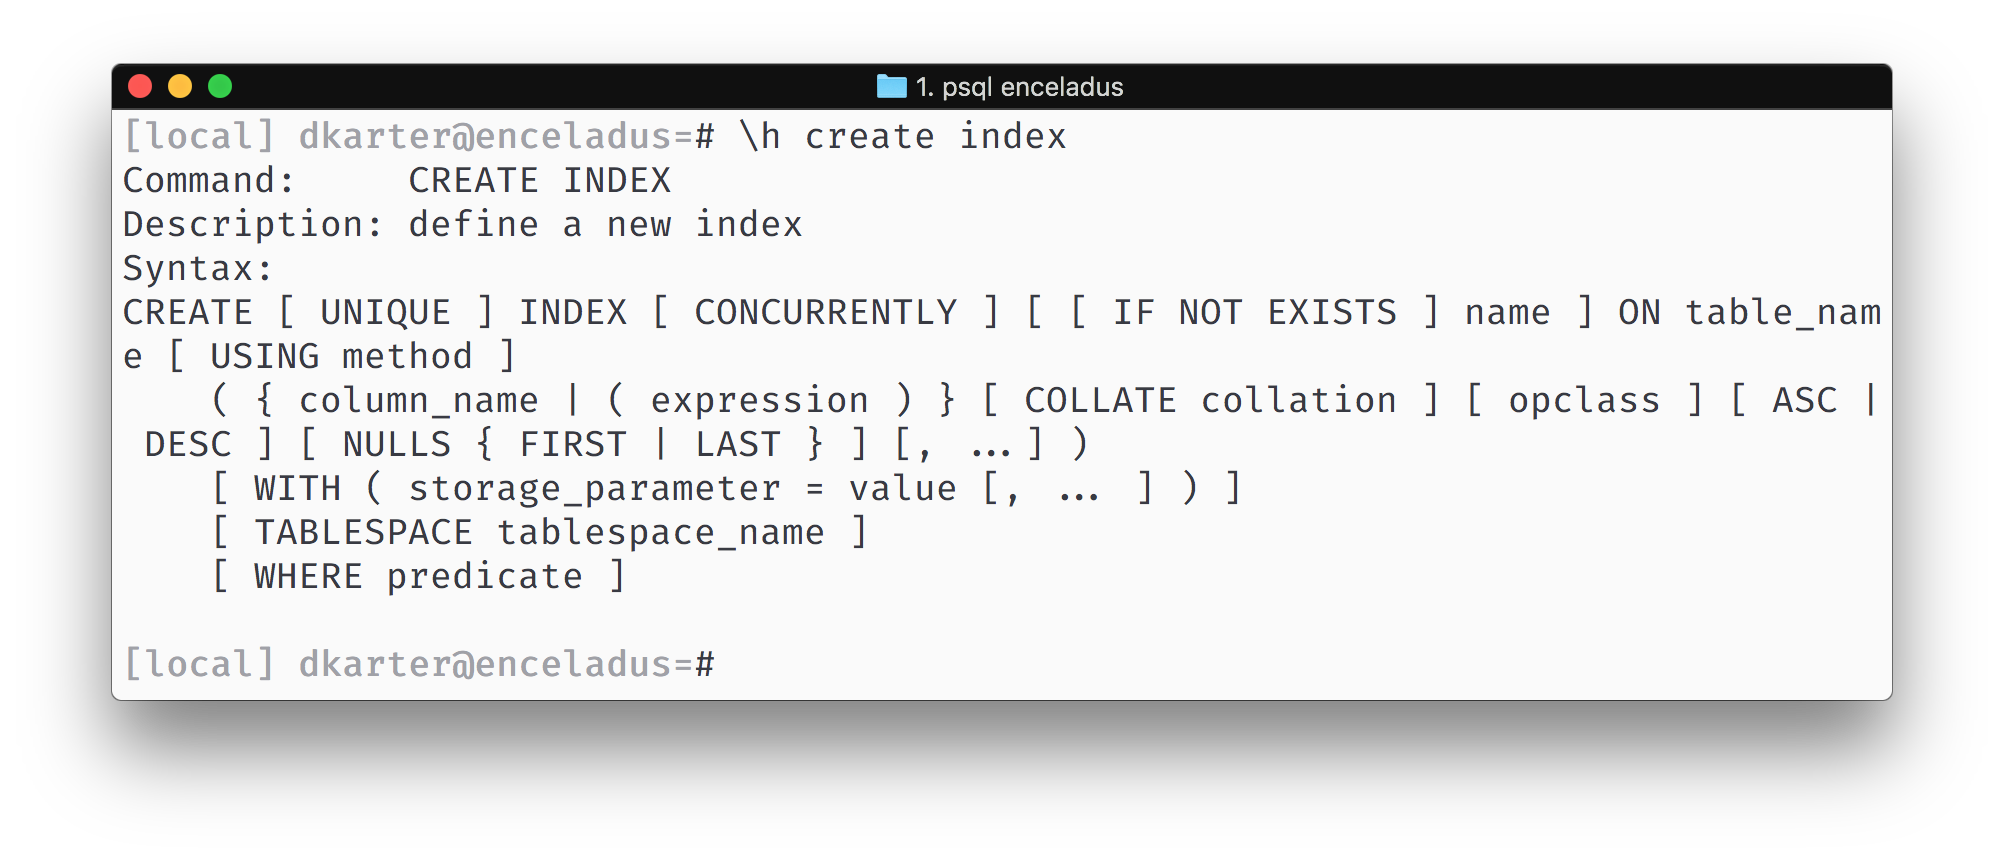 1. psql enceladus
[local] dkarter@enceladus=# \h create index
Command:     CREATE INDEX
Description: define a new index
Syntax:
CREATE [ UNIQUE ] INDEX [ CONCURRENTLY ] [ [ IF NOT EXISTS ] name ] ON table_nam
e [ USING method ]
    ( { column_name | ( expression ) } [ COLLATE collation ] [ opclass ] [ ASC |
 DESC ] [ NULLS { FIRST | LAST } ] [, ...] )
    [ WITH ( storage_parameter = value [, ... ] ) ]
    [ TABLESPACE tablespace_name ]
    [ WHERE predicate ]
[local] dkarter@enceladus=#